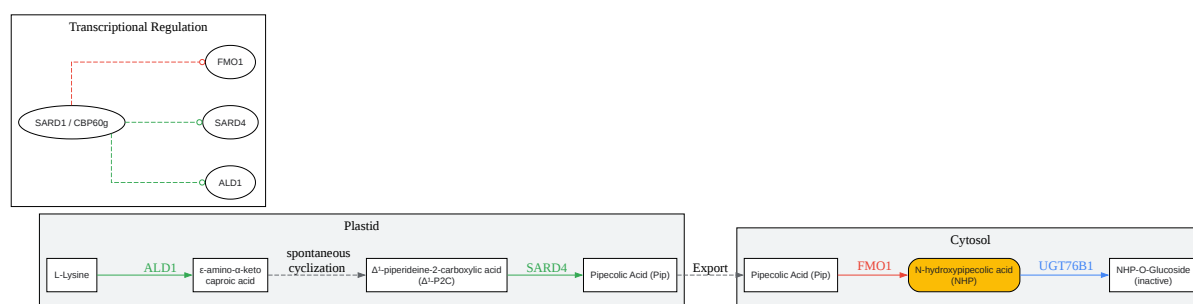 Transcriptional Regulation
FMO1
SARD1 / CBP60g
SARD4
ALD1
Plastid
L-Lysine
ALD1
ε-amino-α-keto
caproic acid
spontaneous
cyclization
Δ¹-piperideine-2-carboxylic acid
(Δ¹-P2C)
SARD4
Pipecolic Acid (Pip)
Export
Cytosol
Pipecolic Acid (Pip)
FMO1
N-hydroxypipecolic acid
(NHP)
UGT76B1
NHP-O-Glucoside
(inactive)